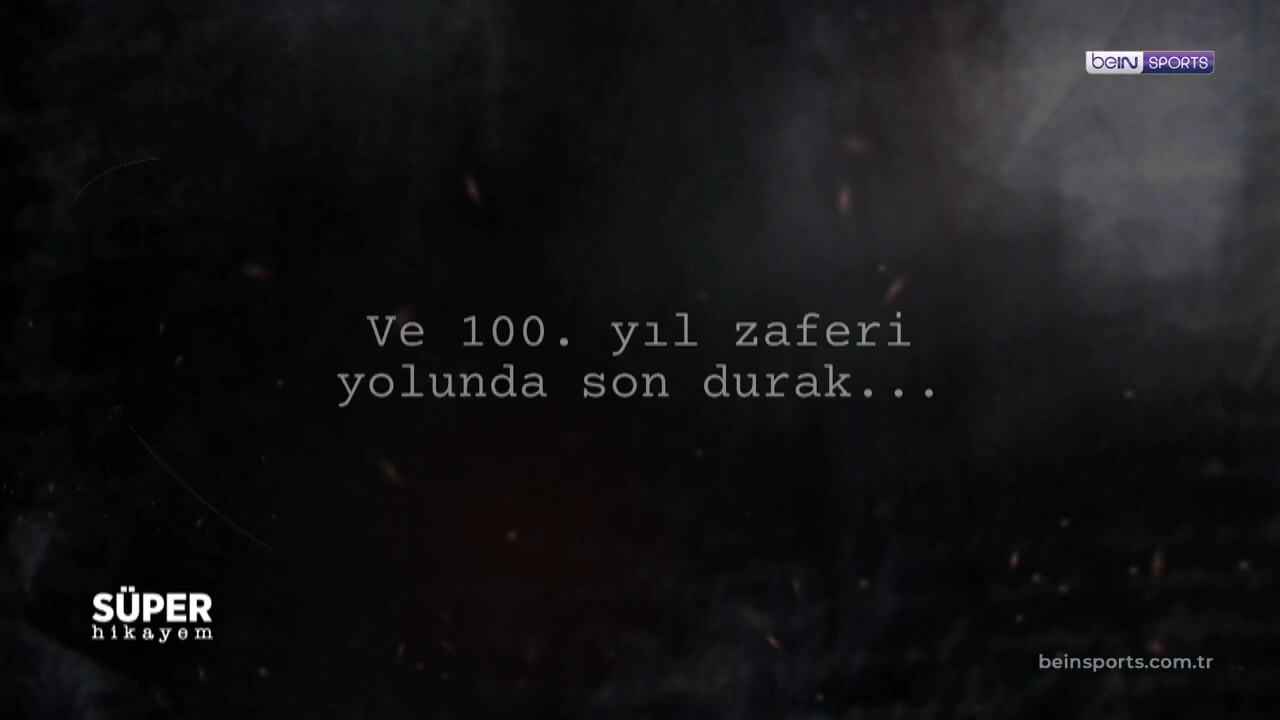 beIN SPORTS
Ve 100. yıl zaferi
yolunda son durak...
SÜPER
hikayem
beinsports.com.tr